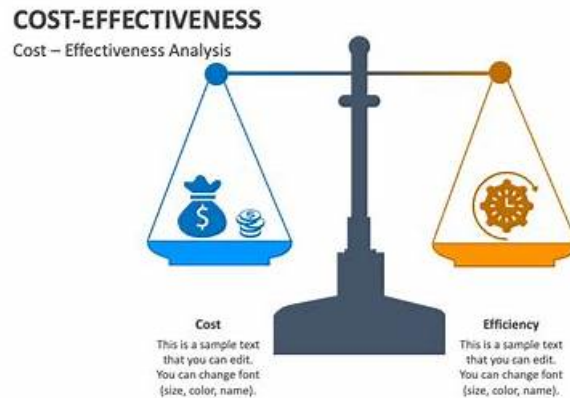 COST-EFFECTIVENESS
Cost – Effectiveness Analysis
$
Cost
This is a sample text
that you can edit.
You can change font
(size, color, name).
Efficiency
This is a sample text
that you can edit.
You can change font
(size, color, name).